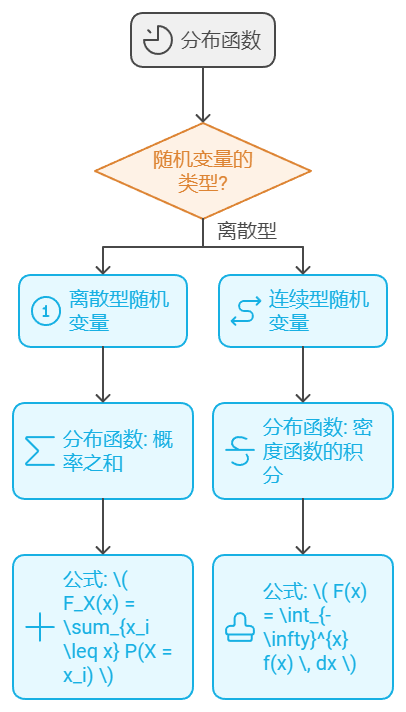 分布函数
随机变量的
类型?
离散型
1
离散型随机
变量
连续型随机
变量
分布函数: 概
率之和
分布函数: 密
度函数的积
分
公式: \(
F_X(x) =
\sum_{x_i
\leq x} P(X =
x_i) \)
公式: \( F(x)
= \int_{-
\infty}^{x}
f(x) \, dx \)